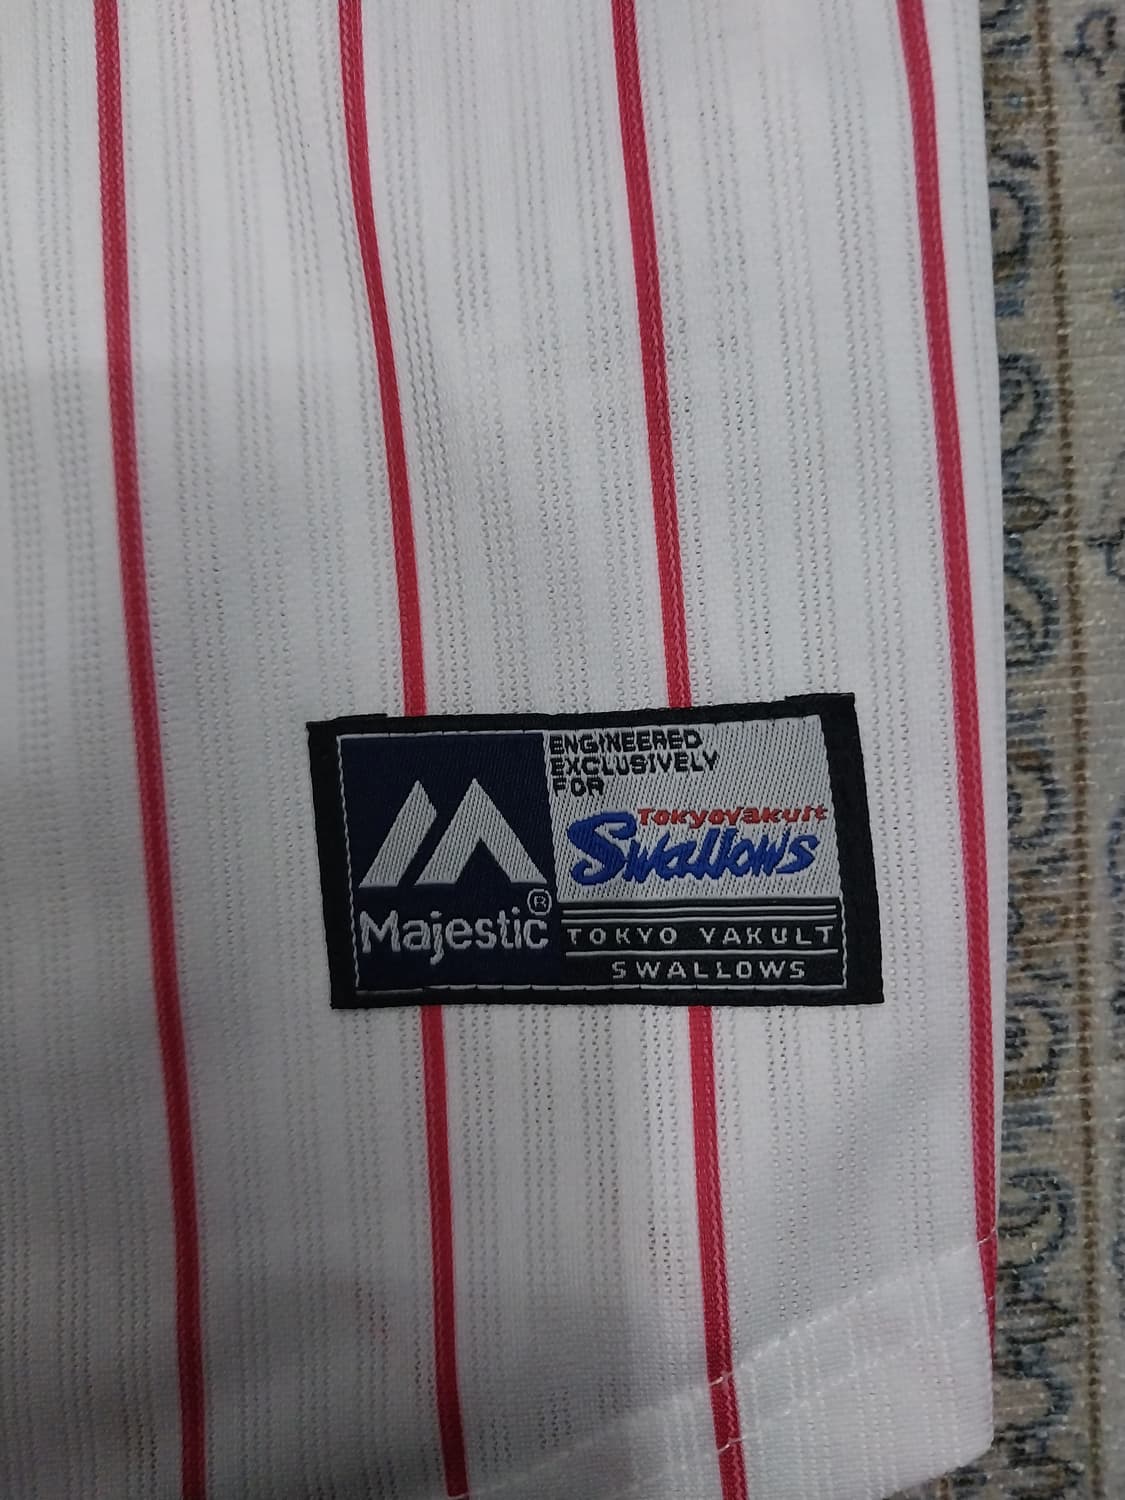 ENGINEERED
EXCLUSIVELY
FOR
TokyoYakult
Swallows
Majestic®
TOKYO YAKULT
SWALLOWS